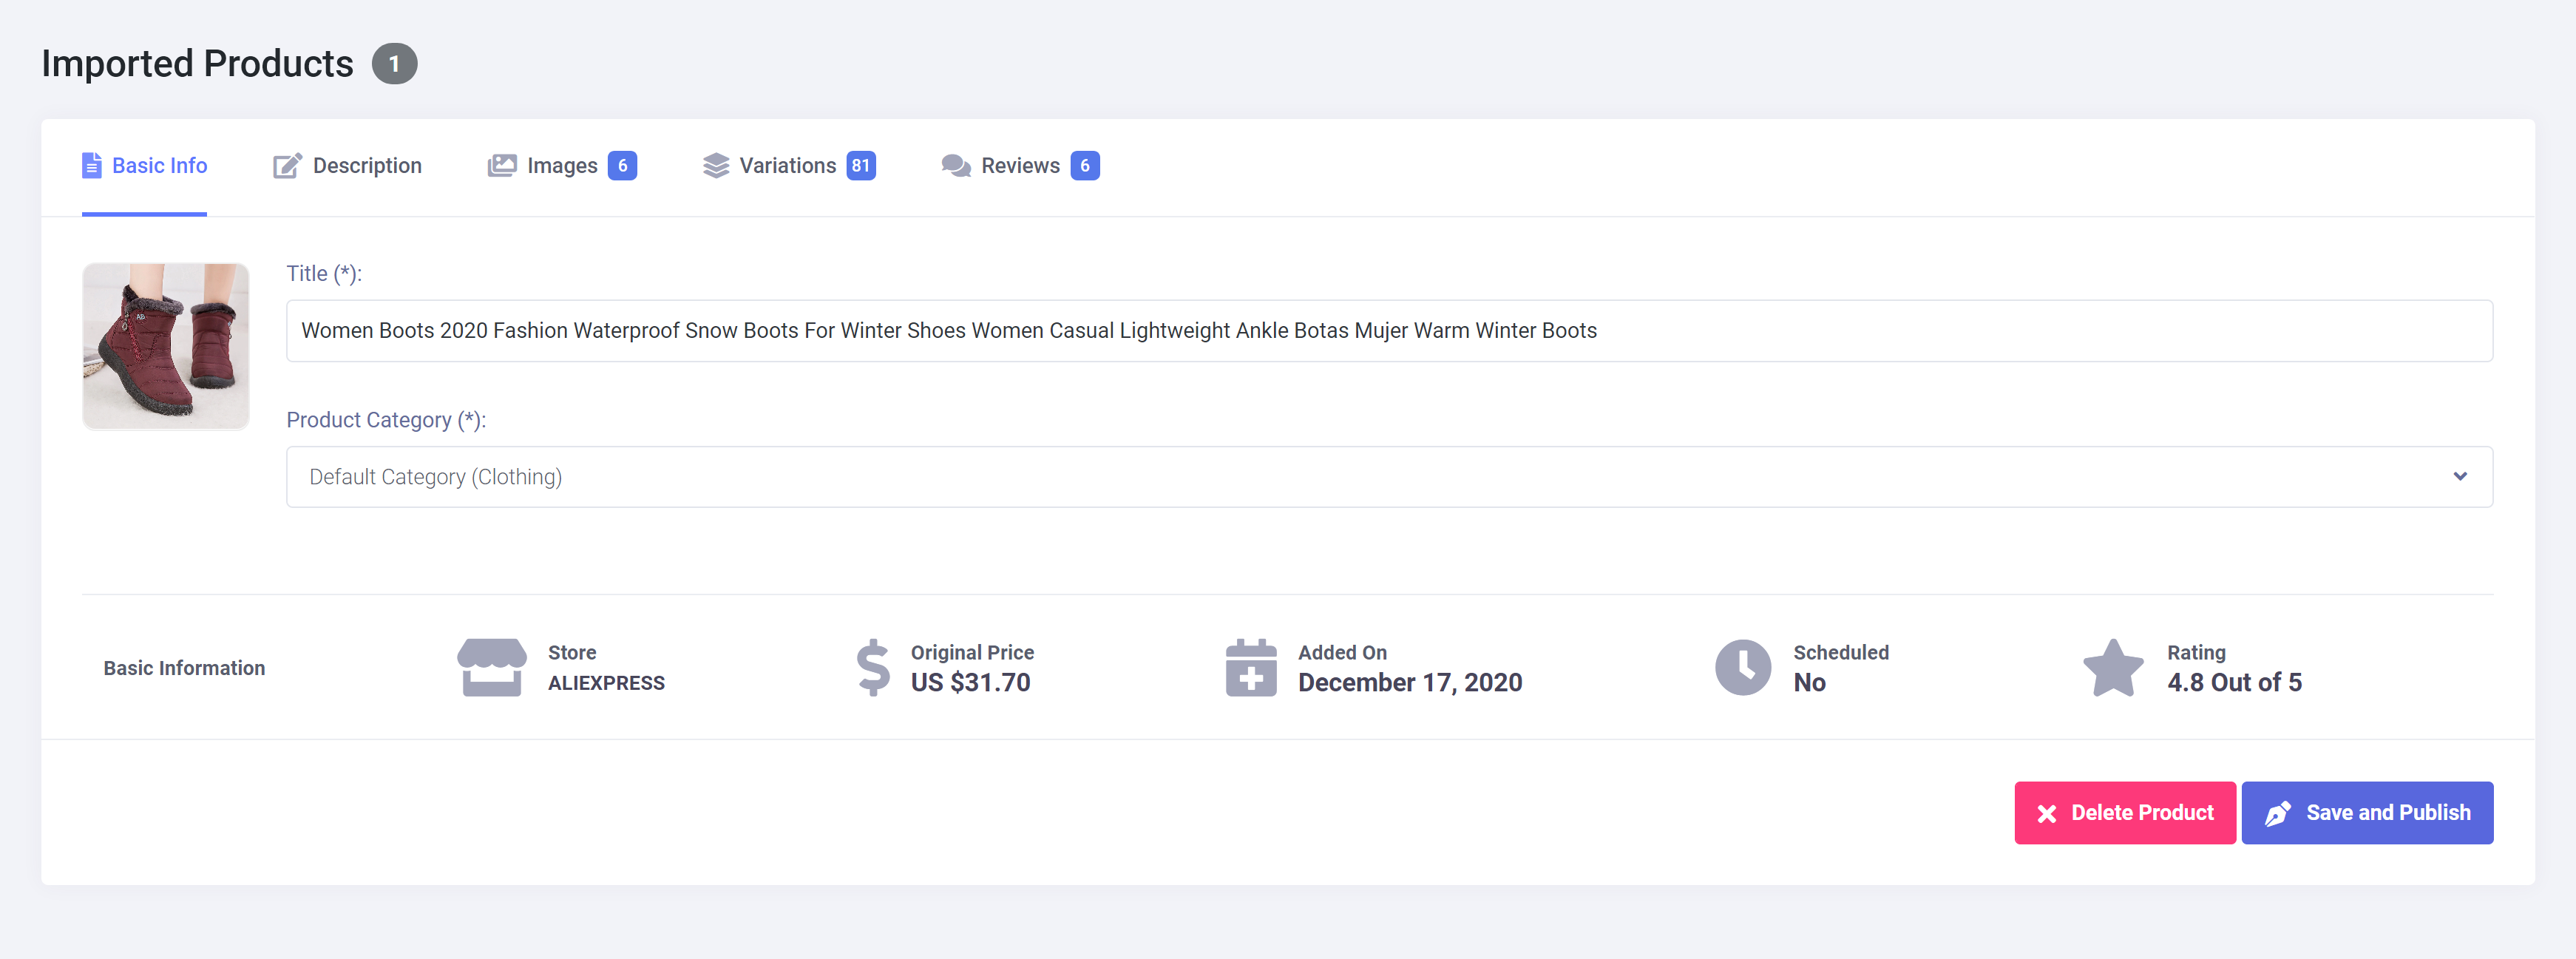 Imported Products 1
Basic Info
Description
Images 6
Variations 81
Reviews 6
Title (*):
Women Boots 2020 Fashion Waterproof Snow Boots For Winter Shoes Women Casual Lightweight Ankle Botas Mujer Warm Winter Boots
Product Category (*):
Default Category (Clothing)
Basic Information
Store
ALIEXPRESS
Original Price
US $31.70
Added On
December 17, 2020
Scheduled
No
Rating
4.8 Out of 5
Delete Product
Save and Publish